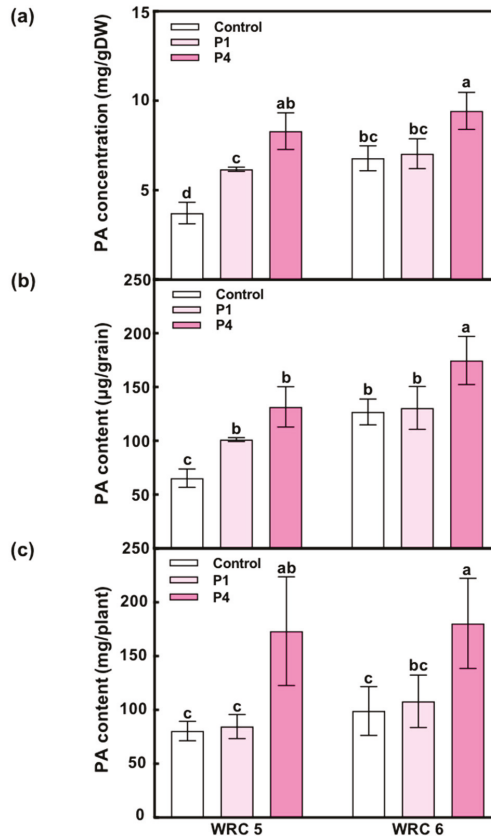 (a)
PA concentration (mg/gDW)
15
10
5
Control
P1
P4
d
c
ab
bc
bc
a
(b)
PA content (μg/grain)
250
200
150
100
50
Control
P1
P4
c
b
b
b
b
a
(c)
PA content (mg/plant)
250
200
150
100
50
0
Control
P1
P4
c
c
ab
c
bc
a
WRC 5
WRC 6